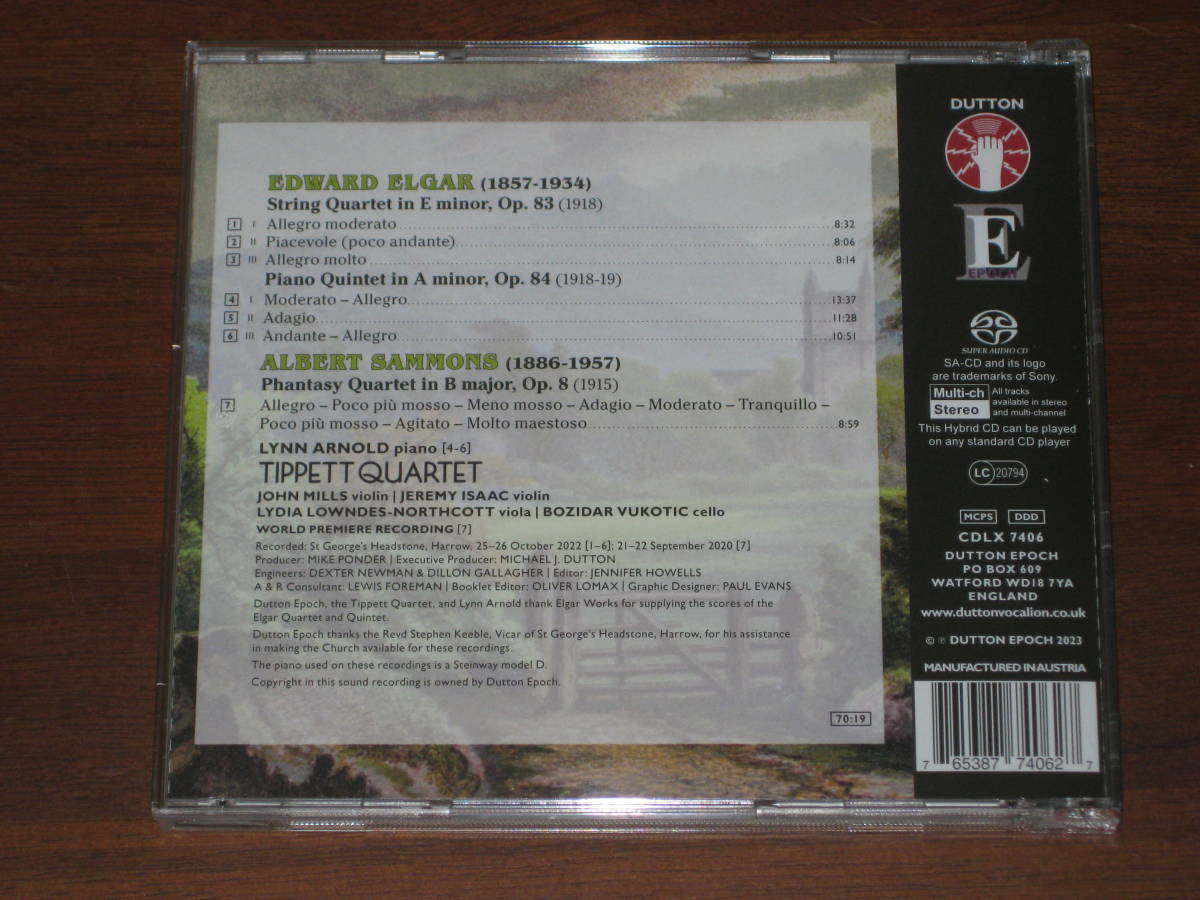 EDWARD ELGAR (1857-1934)
String Quartet in E minor, Op. 83 (1918)
1 I Allegro moderato 8:32
2 II Piacevole (poco andante) 8:06
3 III Allegro molto 8:14
Piano Quintet in A minor, Op. 84 (1918-19)
4 I Moderato – Allegro 13:37
5 II Adagio 11:28
6 III Andante – Allegro 10:51
ALBERT SAMMONS (1886-1957)
Phantasy Quartet in B major, Op. 8 (1915)
7 Allegro – Poco più mosso – Meno mosso – Adagio – Moderato – Tranquillo –
Poco più mosso – Agitato – Molto maestoso 8:59
LYNN ARNOLD piano [4-6]
TIPPETT QUARTET
JOHN MILLS violin | JEREMY ISAAC violin
LYDIA LOWNDES-NORTHCOTT viola | BOZIDAR VUKOTIC cello
WORLD PREMIERE RECORDING [7]
Recorded: St George's Headstone, Harrow, 25–26 October 2022 [1–6]; 21–22 September 2020 [7]
Producer: MIKE PONDER | Executive Producer: MICHAEL J. DUTTON
Engineers: DEXTER NEWMAN & DILLON GALLAGHER | Editor: JENNIFER HOWELLS
A & R Consultant: LEWIS FOREMAN | Booklet Editor: OLIVER LOMAX | Graphic Designer: PAUL EVANS
Dutton Epoch, the Tippett Quartet, and Lynn Arnold thank Elgar Works for supplying the scores of the
Elgar Quartet and Quintet.
Dutton Epoch thanks the Revd Stephen Keeble, Vicar of St George's Headstone, Harrow, for his assistance
in making the Church available for these recordings.
The piano used on these recordings is a Steinway model D.
Copyright in this sound recording is owned by Dutton Epoch.
70:19
DUTTON
E
EPOCH
SUPER AUDIO CD
SA-CD and its logo
are trademarks of Sony.
Multi-ch
Stereo
All tracks
available in stereo
and multi-channel
This Hybrid CD can be played
on any standard CD player
LC 20794
MCPS DDD
CDLX 7406
DUTTON EPOCH
PO BOX 609
WATFORD WD18 7YA
ENGLAND
www.duttonvocalion.co.uk
© ℗ DUTTON EPOCH 2023
MANUFACTURED IN AUSTRIA
7 65387 74062 7